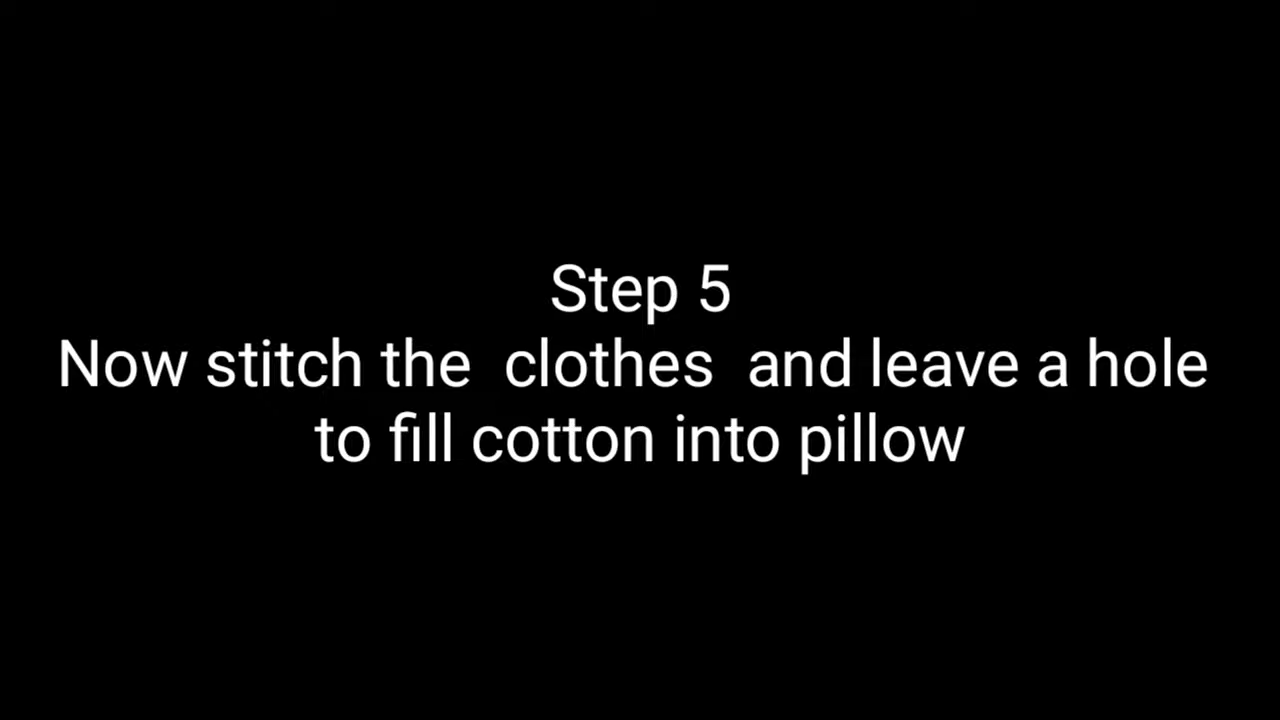 Step 5
Now stitch the  clothes  and leave a hole
to fill cotton into pillow